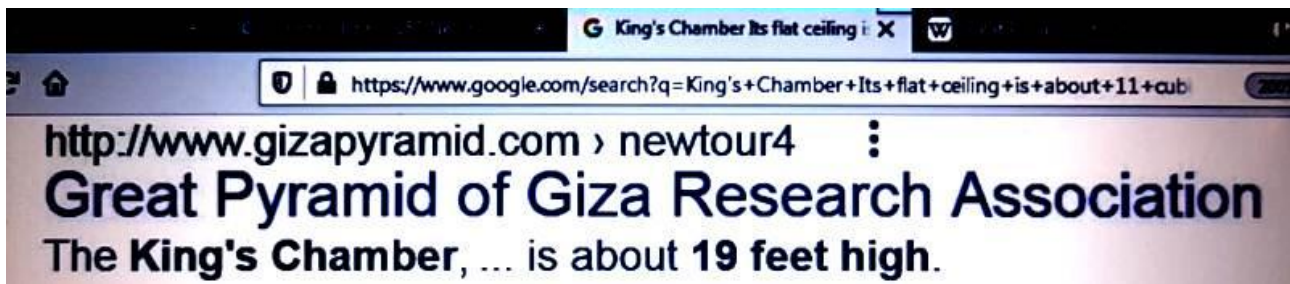 G King's Chamber Its flat ceiling i X W
https://www.google.com/search?q=King's+Chamber+Its+flat+ceiling+is+about+11+cub
http://www.gizapyramid.com › newtour4
Great Pyramid of Giza Research Association
The King's Chamber, ... is about 19 feet high.